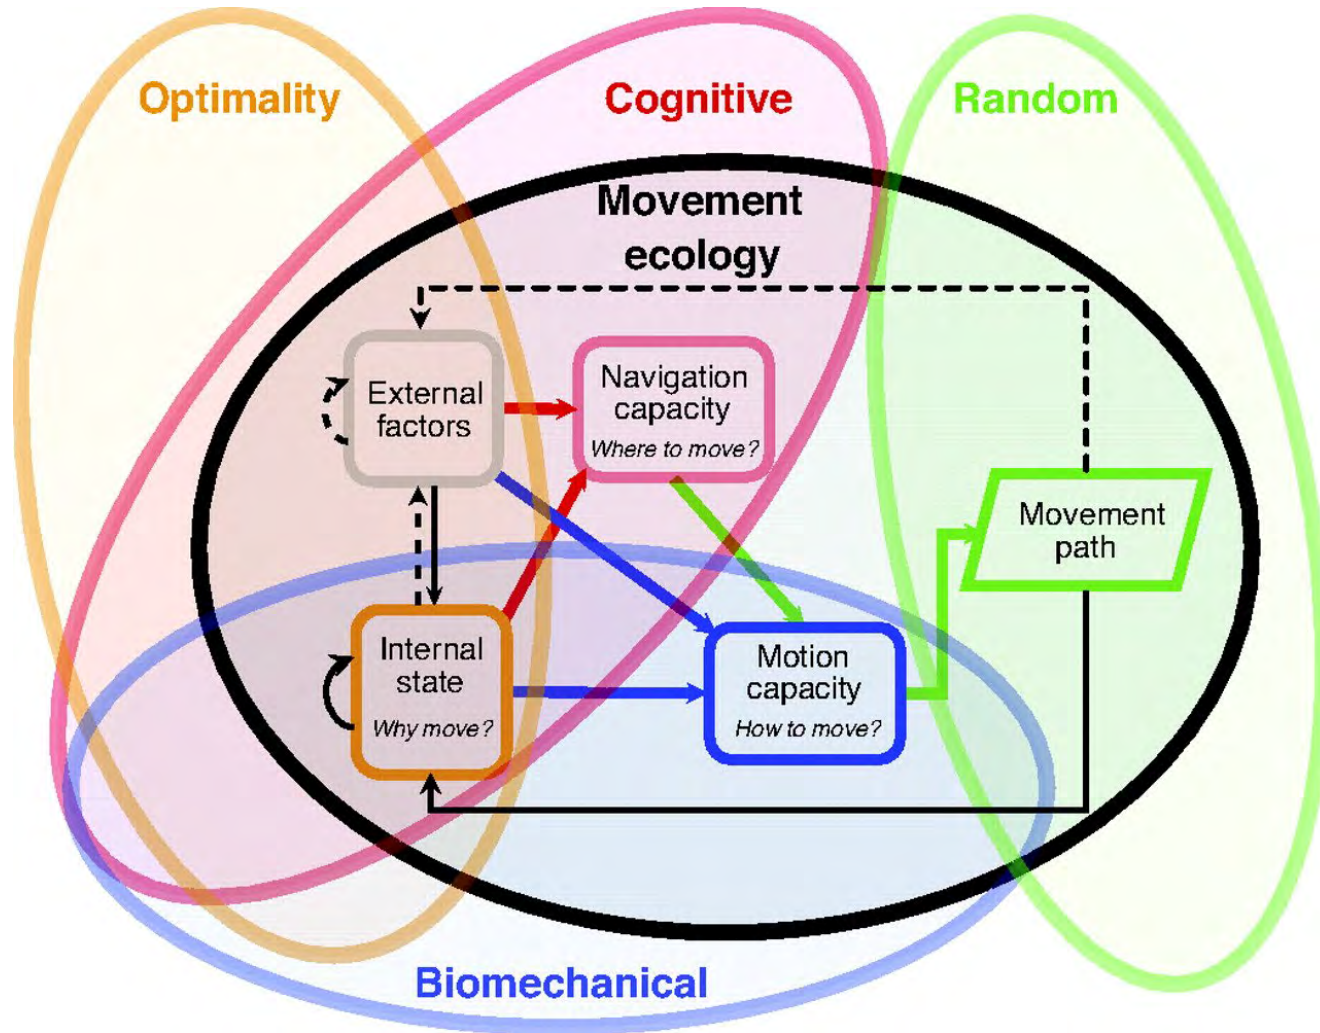 Optimality
Cognitive
Random
Movement
ecology
External
factors
Navigation
capacity
Where to move?
Movement
path
Internal
state
Why move?
Motion
capacity
How to move?
Biomechanical